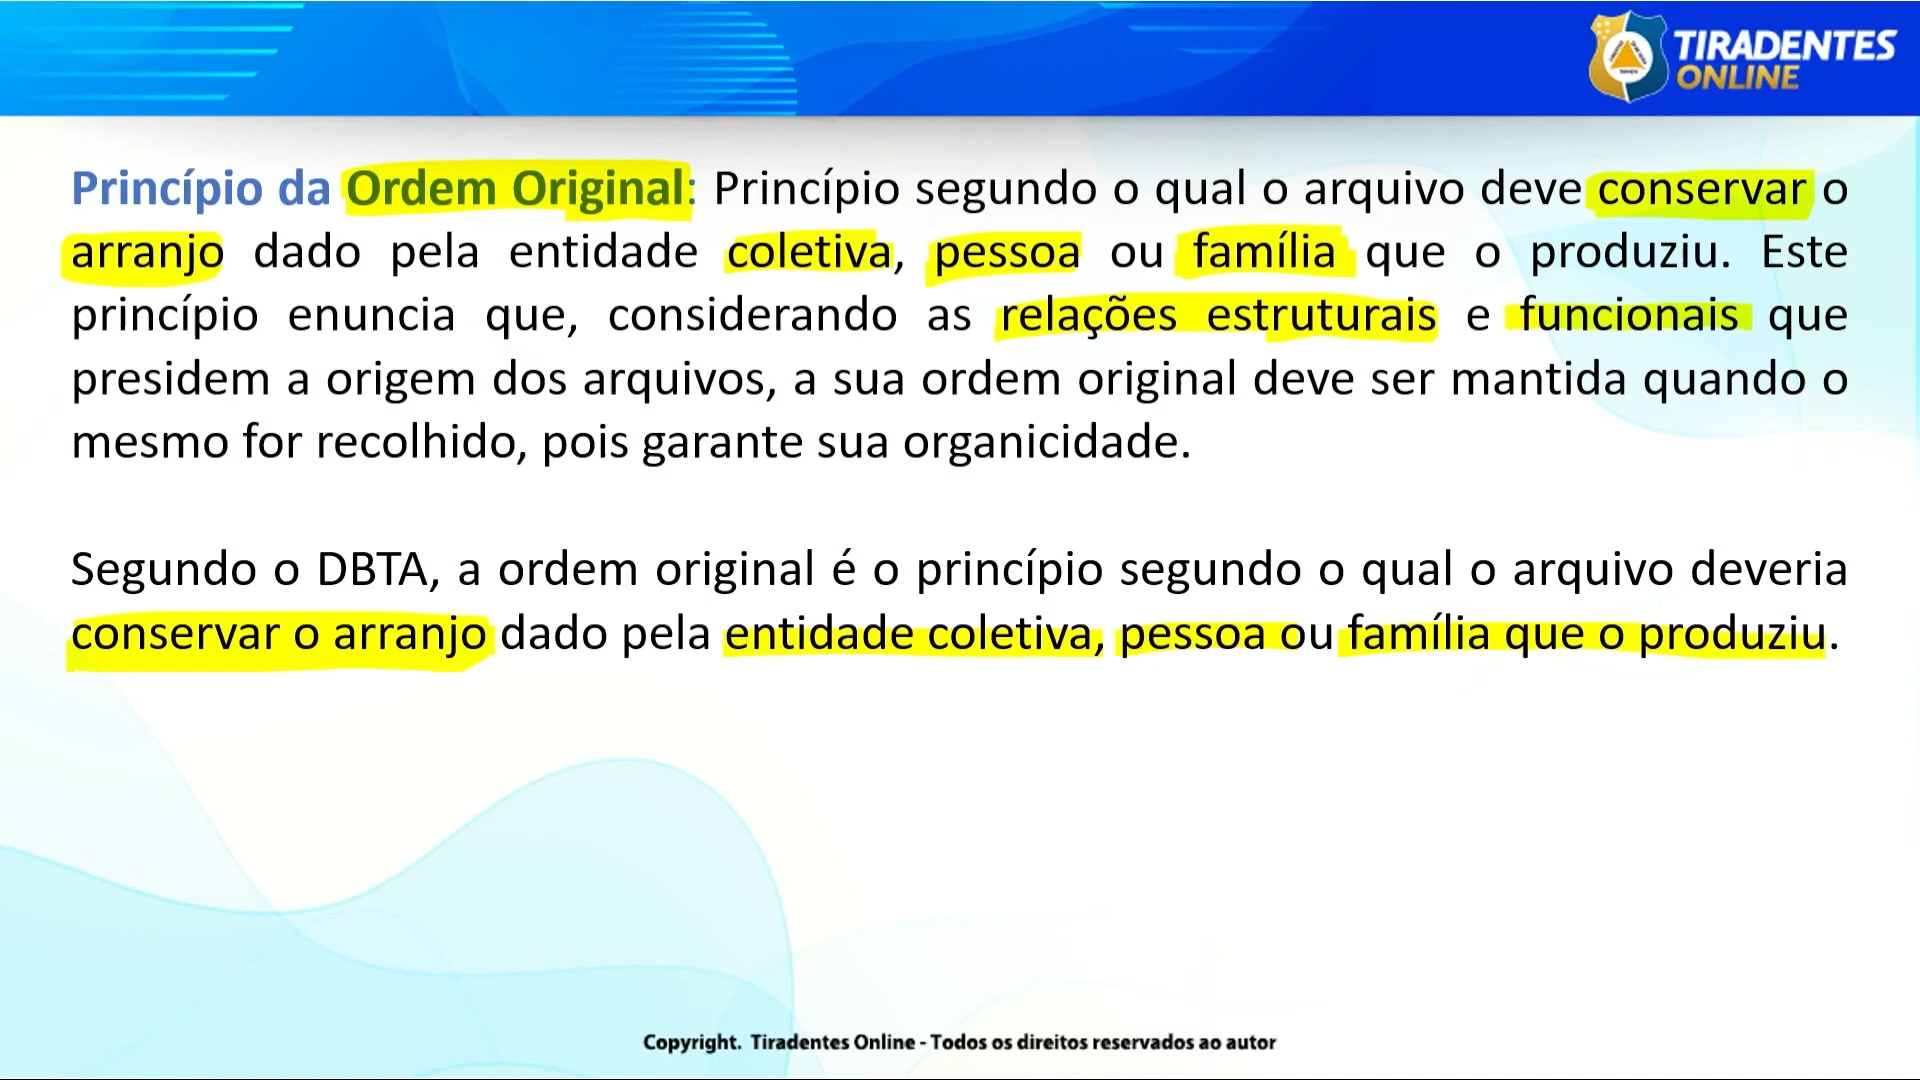 TIRADENTES
ONLINE
Princípio da Ordem Original: Princípio segundo o qual o arquivo deve conservar o
arranjo dado pela entidade coletiva, pessoa ou família que o produziu. Este
princípio enuncia que, considerando as relações estruturais e funcionais que
presidem a origem dos arquivos, a sua ordem original deve ser mantida quando o
mesmo for recolhido, pois garante sua organicidade.
Segundo o DBTA, a ordem original é o princípio segundo o qual o arquivo deveria
conservar o arranjo dado pela entidade coletiva, pessoa ou família que o produziu.
Copyright. Tiradentes Online - Todos os direitos reservados ao autor